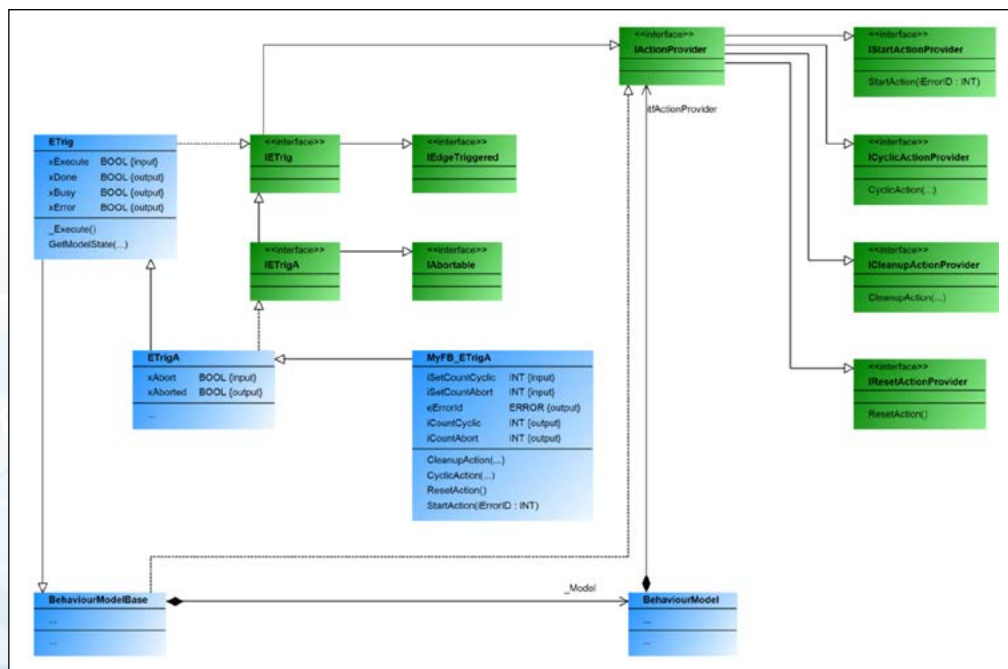 <<interface>>
IActionProvider
<<interface>>
IStartActionProvider
StartAction(iErrorID : INT)
itfActionProvider
ETrig
xExecute BOOL {input}
xDone BOOL {output}
xBusy BOOL {output}
xError BOOL {output}
_Execute()
GetModelState(...)
<<interface>>
IETrig
<<interface>>
IEdgeTriggered
<<interface>>
ICyclicActionProvider
CyclicAction(...)
<<interface>>
IETrigA
<<interface>>
IAbortable
<<interface>>
ICleanupActionProvider
CleanupAction(...)
ETrigA
xAbort BOOL {input}
xAborted BOOL {output}
...
MyFB_ETrigA
iSetCountCyclic INT {input}
iSetCountAbort INT {input}
eErrorId ERROR {output}
iCountCyclic INT {output}
iCountAbort INT {output}
CleanupAction(...)
CyclicAction(...)
ResetAction()
StartAction(iErrorID : INT)
<<interface>>
IResetActionProvider
ResetAction()
BehaviourModelBase
...
...
_Model
BehaviourModel
...
...